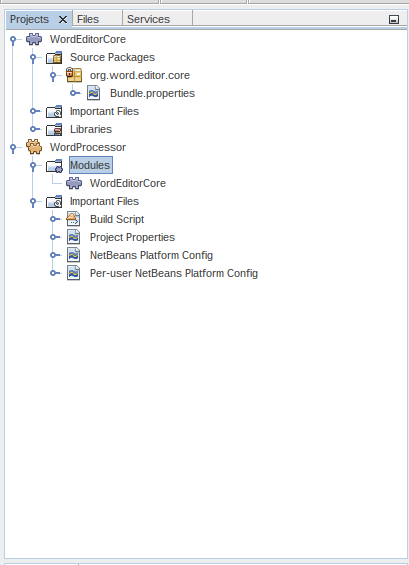 Projects Files Services
WordEditorCore
Source Packages
org.word.editor.core
Bundle.properties
Important Files
Libraries
WordProcessor
Modules
WordEditorCore
Important Files
Build Script
Project Properties
NetBeans Platform Config
Per-user NetBeans Platform Config